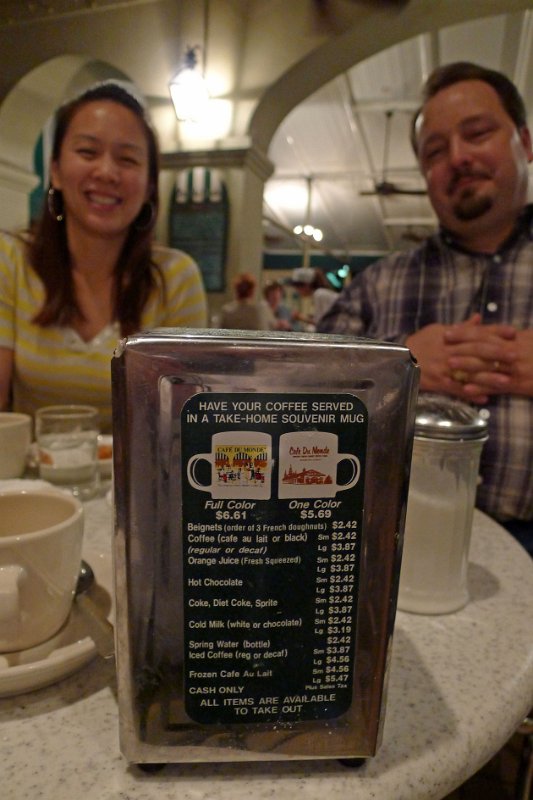 HAVE YOUR COFFEE SERVED
IN A TAKE-HOME SOUVENIR MUG
CAFÉ DU MONDE
Cafe Du Monde
Full Color One Color
$6.61 $5.69
Beignets (order of 3 French doughnuts) $2.42
Coffee (cafe au lait or black) Sm $2.42
(regular or decaf) Lg $3.87
Orange Juice (Fresh Squeezed) Sm $2.42
Lg $3.87
Hot Chocolate Sm $2.42
Lg $3.87
Coke, Diet Coke, Sprite Sm $2.42
Lg $3.87
Cold Milk (white or chocolate) Sm $2.42
Lg $3.19
Spring Water (bottle) $2.42
Iced Coffee (reg or decaf) Sm $3.87
Lg $4.56
Frozen Cafe Au Lait Sm $4.56
Lg $5.47
CASH ONLY Plus Sales Tax
ALL ITEMS ARE AVAILABLE
TO TAKE OUT